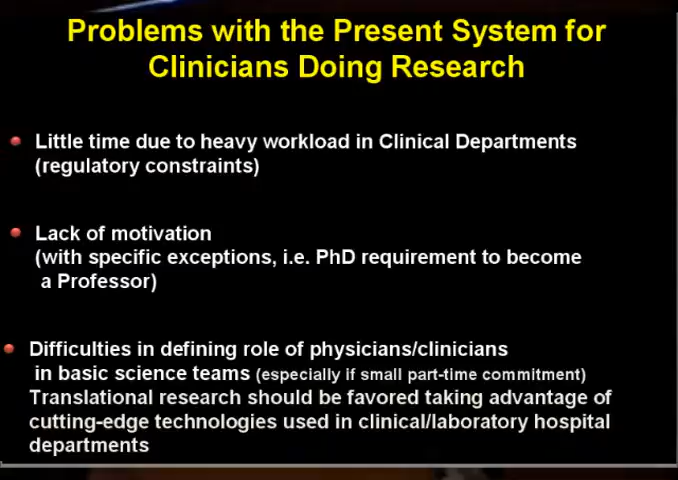 Problems with the Present System for
Clinicians Doing Research
Little time due to heavy workload in Clinical Departments
(regulatory constraints)
Lack of motivation
(with specific exceptions, i.e. PhD requirement to become
a Professor)
Difficulties in defining role of physicians/clinicians
in basic science teams (especially if small part-time commitment)
Translational research should be favored taking advantage of
cutting-edge technologies used in clinical/laboratory hospital
departments